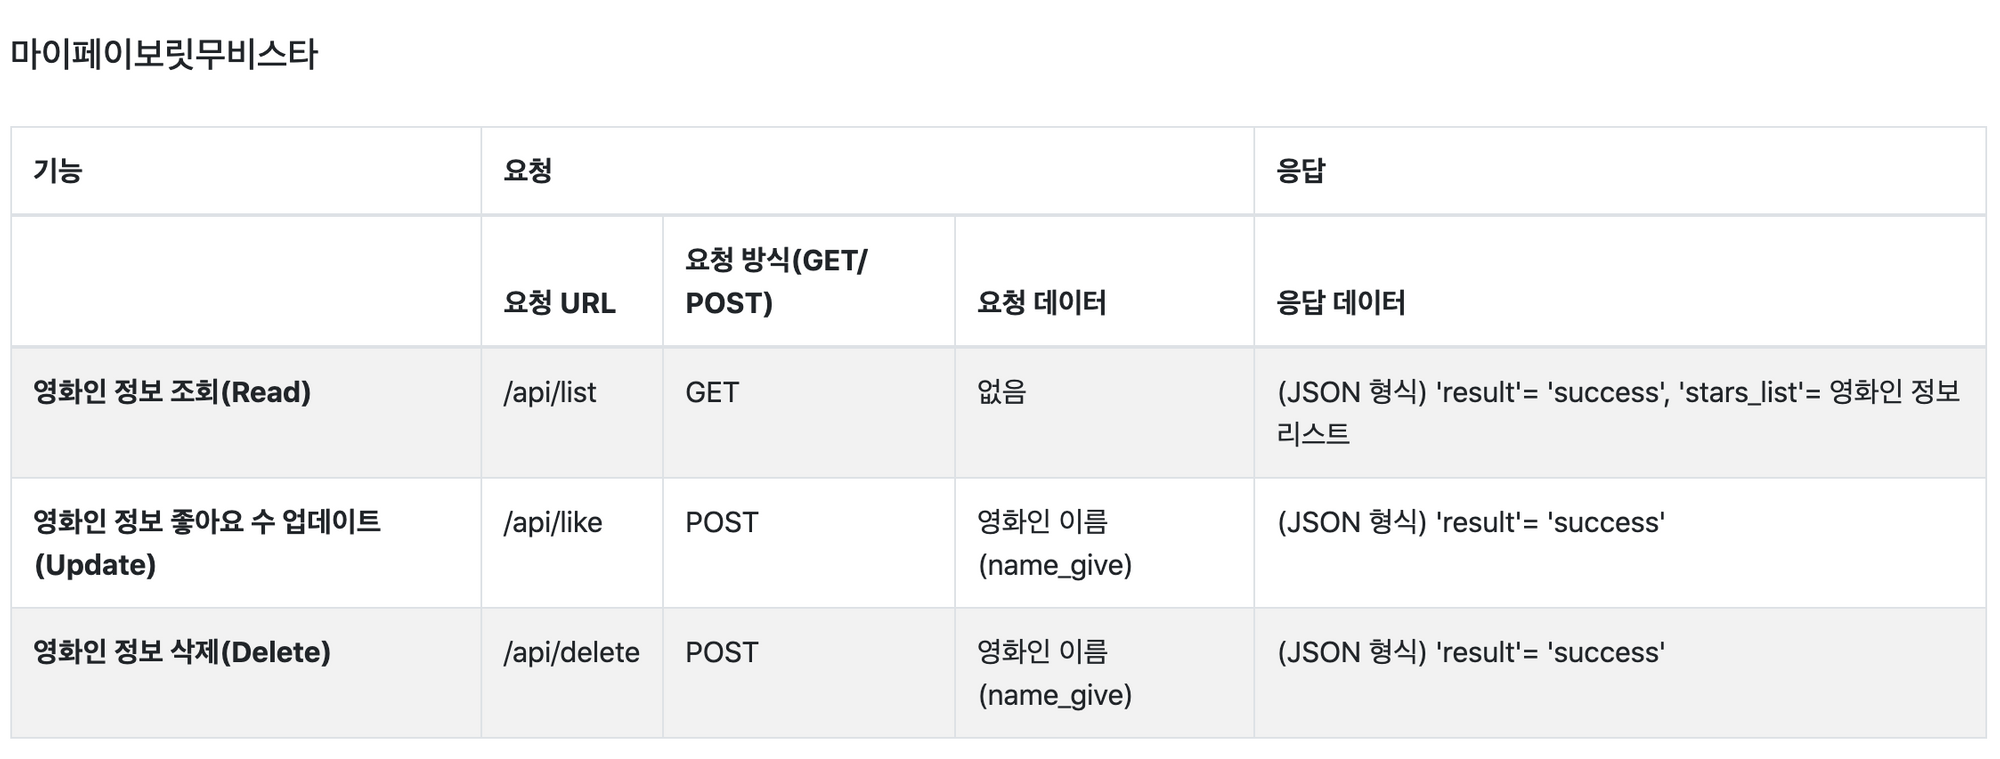 마이페이보릿무비스타
기능 요청 응답
요청 URL 요청 방식(GET/
POST) 요청 데이터 응답 데이터
영화인 정보 조회(Read) /api/list GET 없음 (JSON 형식) 'result'= 'success', 'stars_list'= 영화인 정보
리스트
영화인 정보 좋아요 수 업데이트
(Update) /api/like POST 영화인 이름
(name_give) (JSON 형식) 'result'= 'success'
영화인 정보 삭제(Delete) /api/delete POST 영화인 이름
(name_give) (JSON 형식) 'result'= 'success'